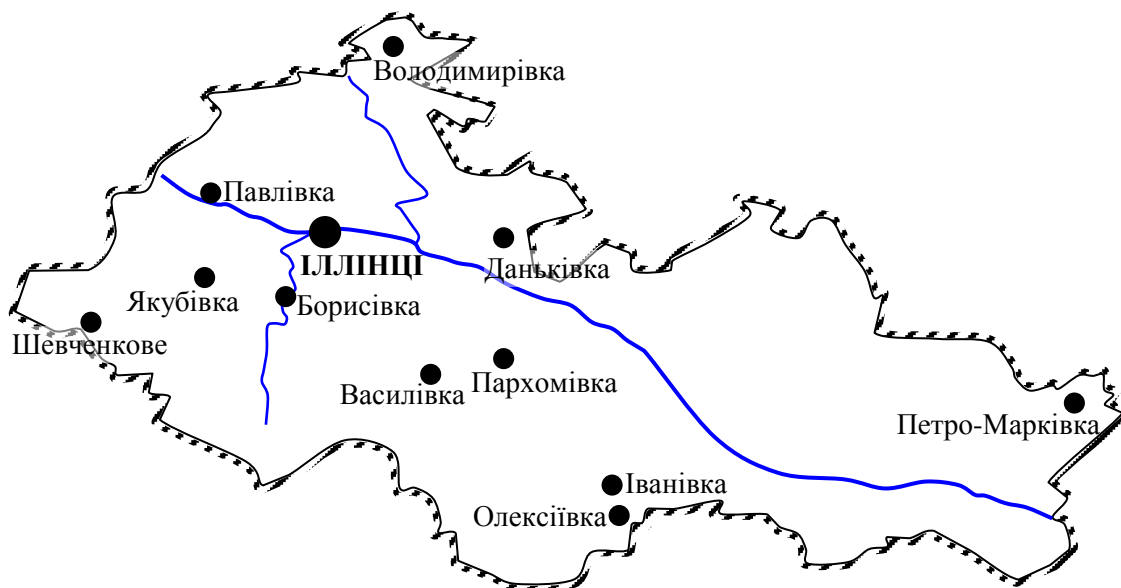 Володимирівка
Павлівка
ІЛЛІНЦІ
Даньківка
Якубівка
Борисівка
Шевченкове
Василівка
Пархомівка
Петро-Марківка
Іванівка
Олексіївка